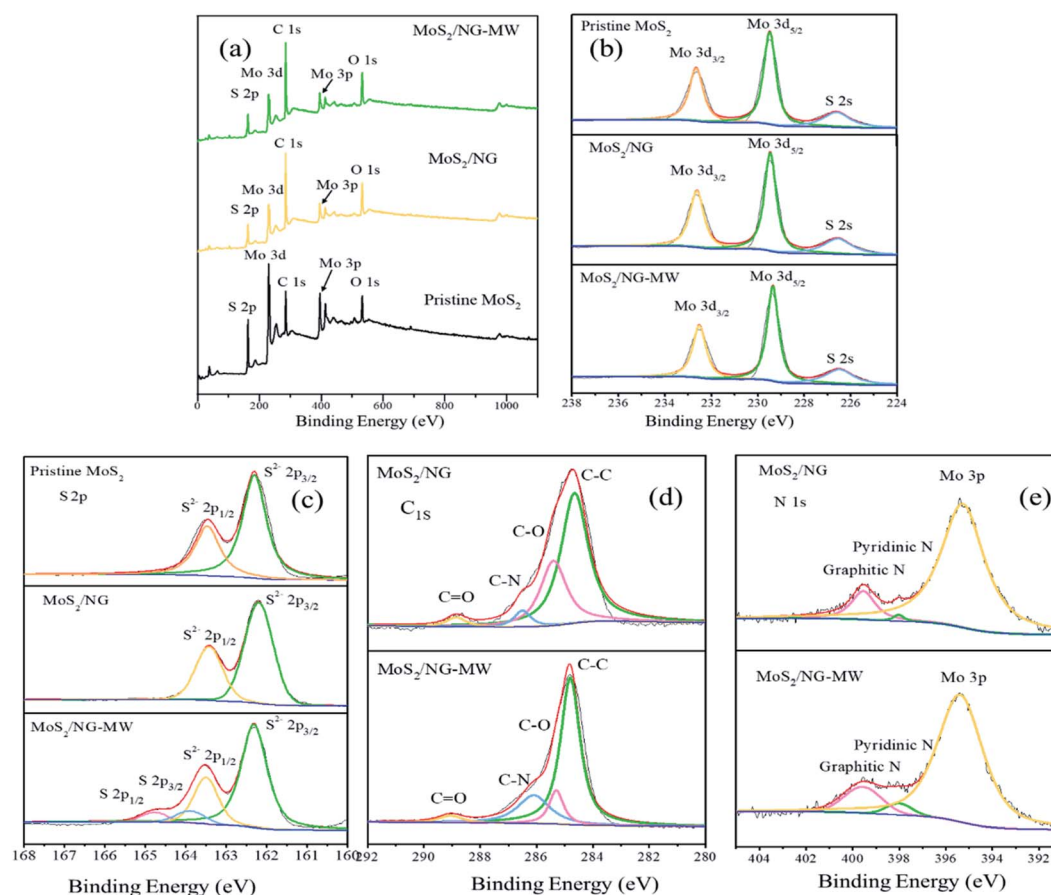 (a)
MoS₂/NG-MW
C 1s
Mo 3d
S 2p
Mo 3p
O 1s
MoS₂/NG
C 1s
Mo 3d
S 2p
Mo 3p
O 1s
Pristine MoS₂
Mo 3d
S 2p
C 1s
Mo 3p
O 1s
0 200 400 600 800 1000
Binding Energy (eV)
(b)
Pristine MoS₂
Mo 3d₃/₂
Mo 3d₅/₂
S 2s
MoS₂/NG
Mo 3d₃/₂
Mo 3d₅/₂
S 2s
MoS₂/NG-MW
Mo 3d₃/₂
Mo 3d₅/₂
S 2s
238 236 234 232 230 228 226 224
Binding Energy (eV)
(c)
Pristine MoS₂
S 2p
S²⁻ 2p₁/₂
S²⁻ 2p₃/₂
MoS₂/NG
S²⁻ 2p₁/₂
S²⁻ 2p₃/₂
MoS₂/NG-MW
S 2p₁/₂
S 2p₃/₂
S²⁻ 2p₁/₂
S²⁻ 2p₃/₂
168 167 166 165 164 163 162 161 160
Binding Energy (eV)
(d)
MoS₂/NG
C₁s
C=O
C-N
C-O
C-C
MoS₂/NG-MW
C=O
C-N
C-O
C-C
292 290 288 286 284 282 280
Binding Energy (eV)
(e)
MoS₂/NG
N 1s
Mo 3p
Pyridinic N
Graphitic N
MoS₂/NG-MW
Mo 3p
Pyridinic N
Graphitic N
404 402 400 398 396 394 392
Binding Energy (eV)